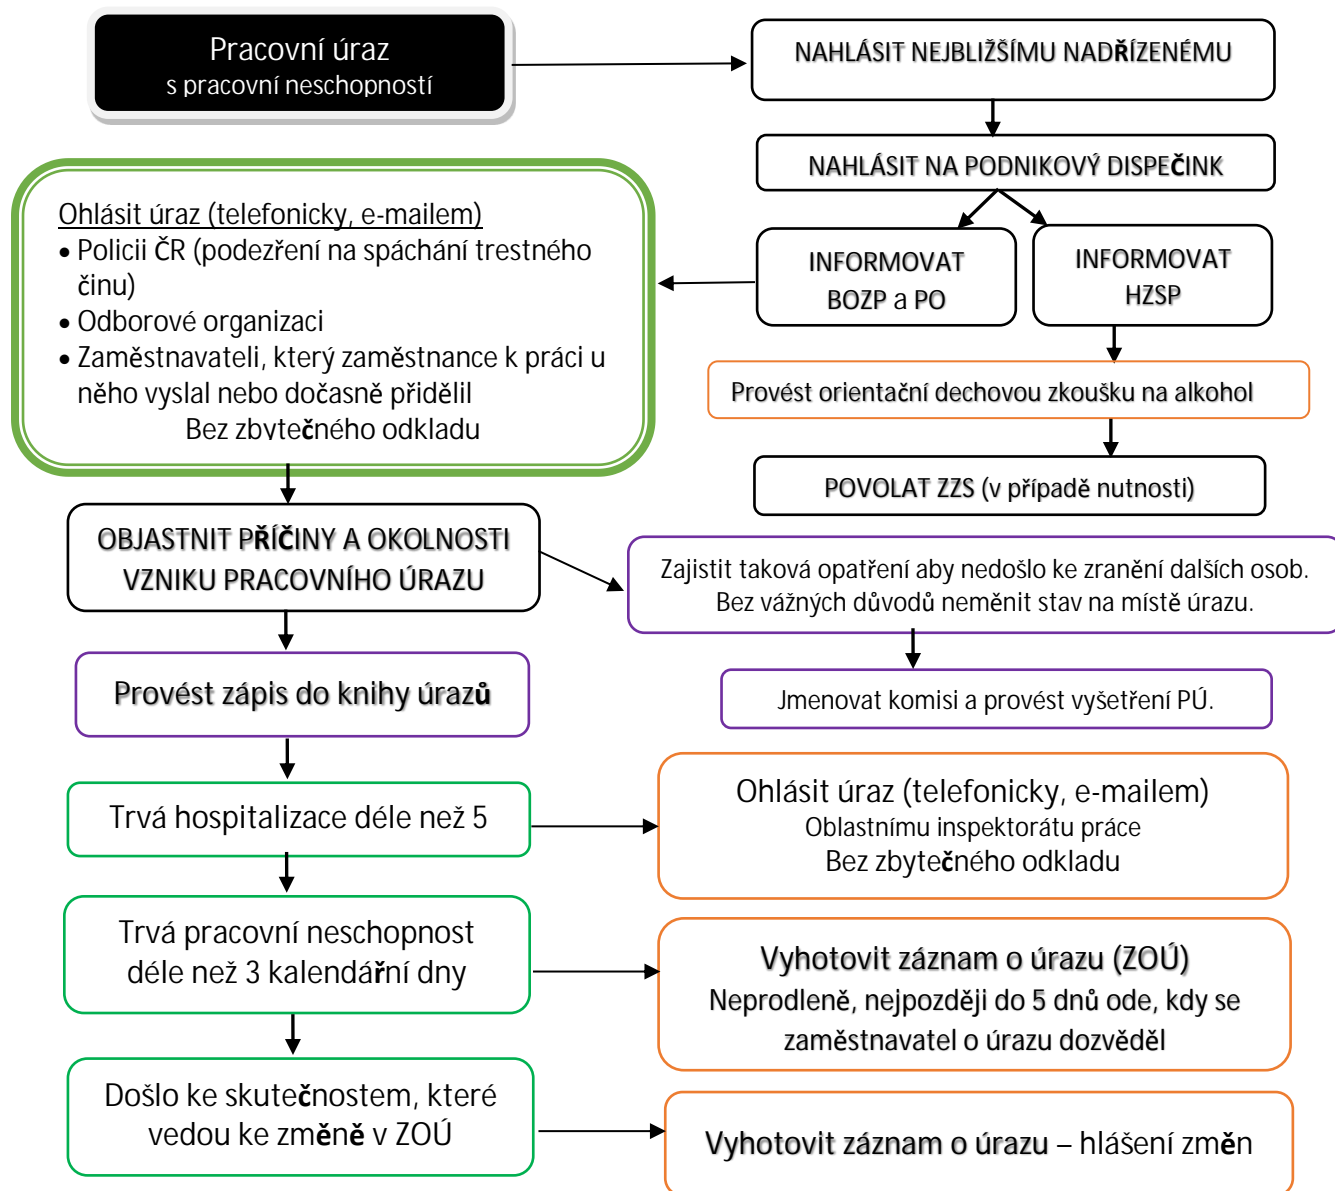 Pracovní úraz
s pracovní neschopností
NAHLÁSIT NEJBLIŽŠÍMU NADŘÍZENÉMU
NAHLÁSIT NA PODNIKOVÝ DISPEČINK
INFORMOVAT
BOZP a PO
INFORMOVAT
HZSP
Ohlásit úraz (telefonicky, e-mailem)
• Policii ČR (podezření na spáchání trestného
činu)
• Odborové organizaci
• Zaměstnavateli, který zaměstnance k práci u
něho vyslal nebo dočasně přidělil
Bez zbytečného odkladu
Provést orientační dechovou zkoušku na alkohol
POVOLAT ZZS (v případě nutnosti)
OBJASTNIT PŘÍČINY A OKOLNOSTI
VZNIKU PRACOVNÍHO ÚRAZU
Zajistit taková opatření aby nedošlo ke zranění dalších osob.
Bez vážných důvodů neměnit stav na místě úrazu.
Provést zápis do knihy úrazů
Jmenovat komisi a provést vyšetření PÚ.
Trvá hospitalizace déle než 5
Ohlásit úraz (telefonicky, e-mailem)
Oblastnímu inspektorátu práce
Bez zbytečného odkladu
Trvá pracovní neschopnost
déle než 3 kalendářní dny
Vyhotovit záznam o úrazu (ZOÚ)
Neprodleně, nejpozději do 5 dnů ode, kdy se
zaměstnavatel o úrazu dozvěděl
Došlo ke skutečnostem, které
vedou ke změně v ZOÚ
Vyhotovit záznam o úrazu – hlášení změn